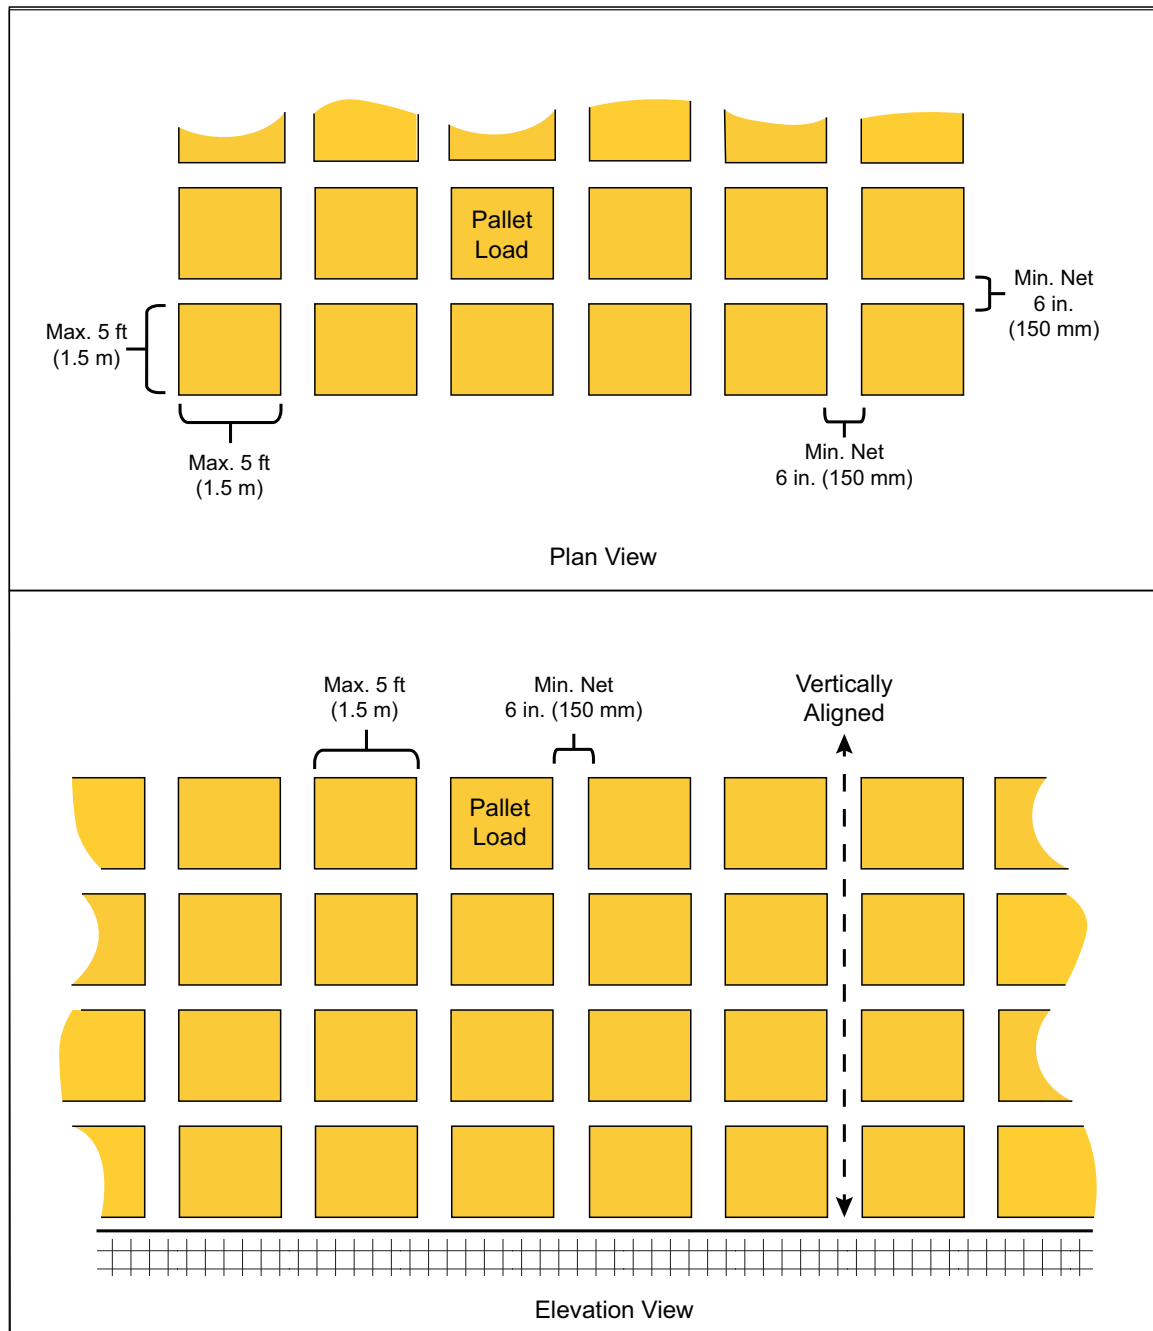 Pallet
Load
Min. Net
6 in.
(150 mm)
Max. 5 ft
(1.5 m)
Max. 5 ft
(1.5 m)
Min. Net
6 in. (150 mm)
Plan View
Max. 5 ft
(1.5 m)
Min. Net
6 in. (150 mm)
Vertically
Aligned
Pallet
Load
Elevation View